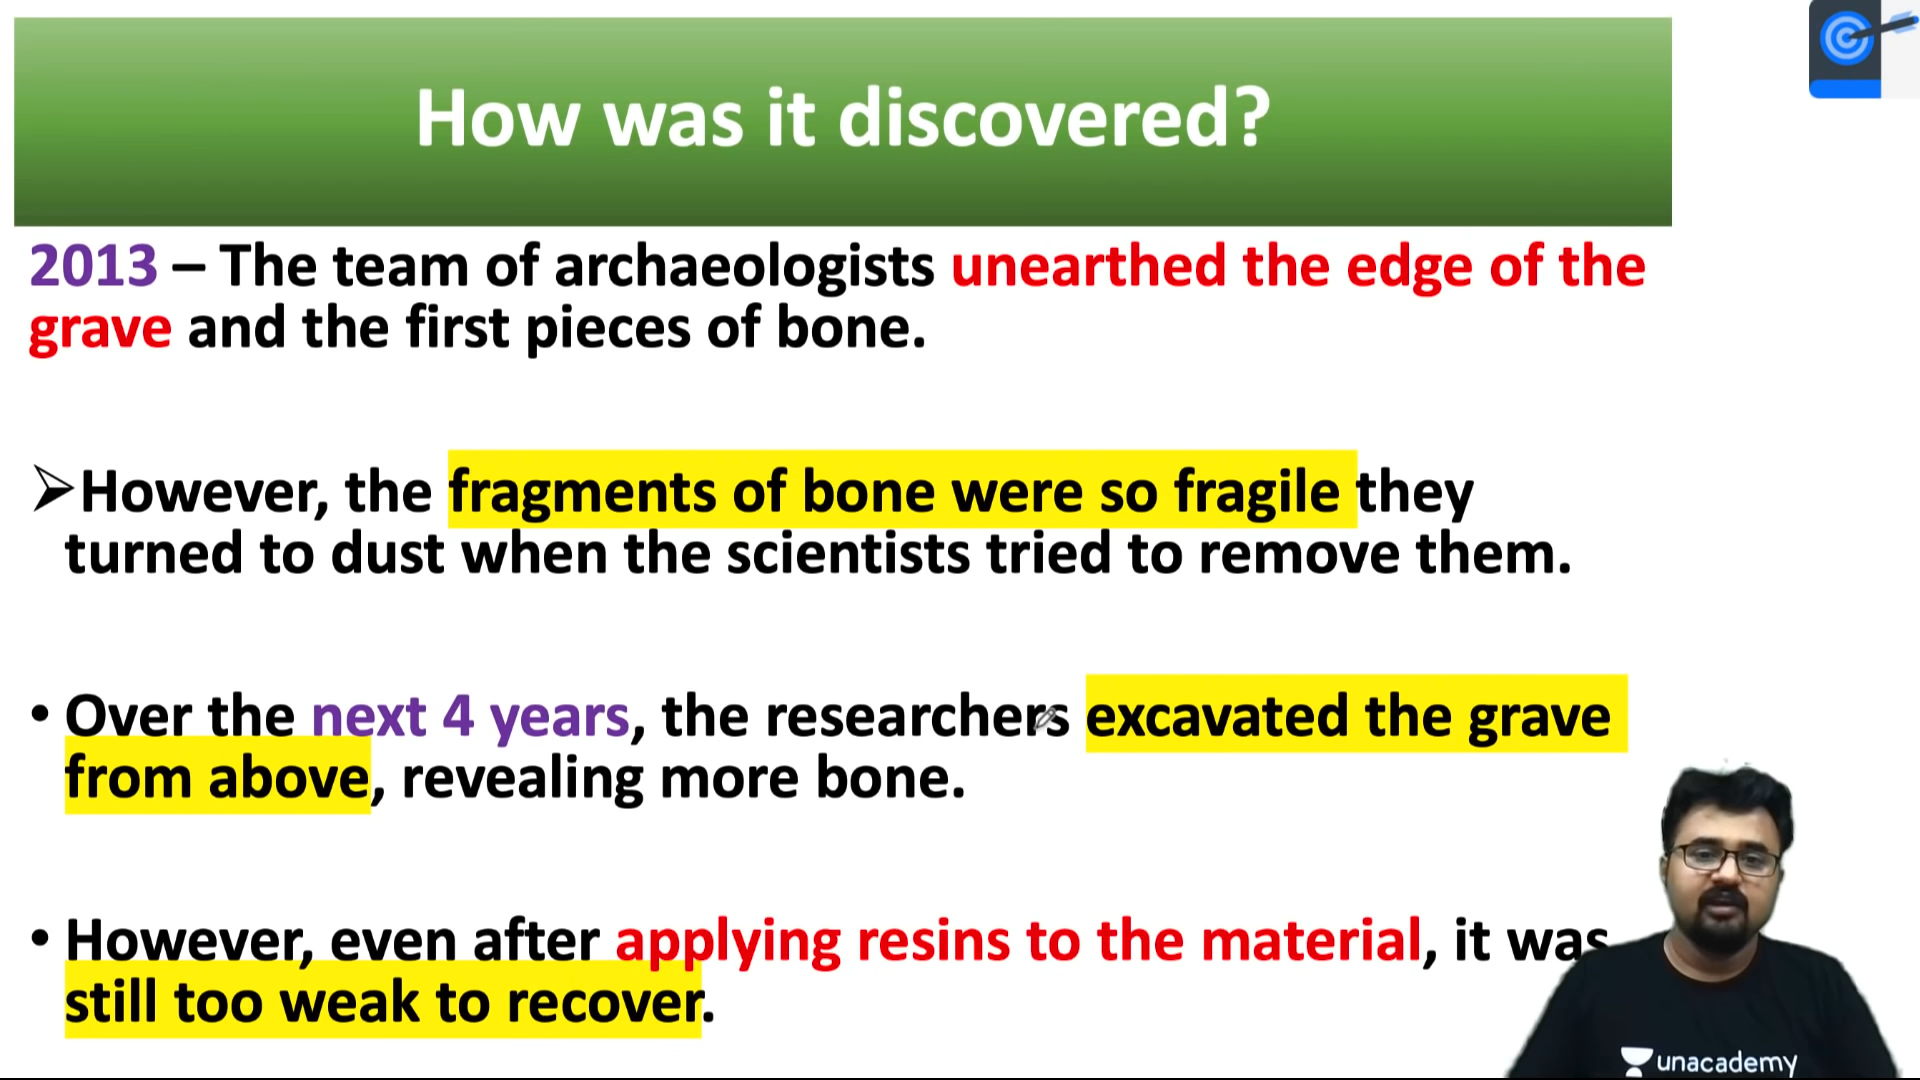 How was it discovered?
2013 – The team of archaeologists unearthed the edge of the
grave and the first pieces of bone.
➢However, the fragments of bone were so fragile they
turned to dust when the scientists tried to remove them.
• Over the next 4 years, the researchers excavated the grave
from above, revealing more bone.
• However, even after applying resins to the material, it was
still too weak to recover.
unacademy